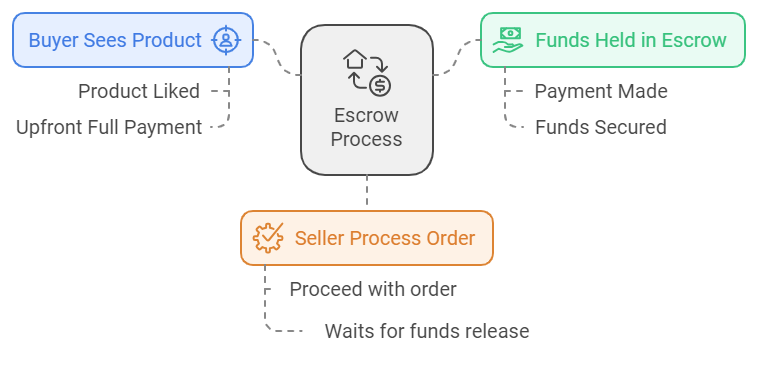 Buyer Sees Product
Product Liked
Upfront Full Payment
Escrow
Process
Funds Held in Escrow
Payment Made
Funds Secured
Seller Process Order
Proceed with order
Waits for funds release